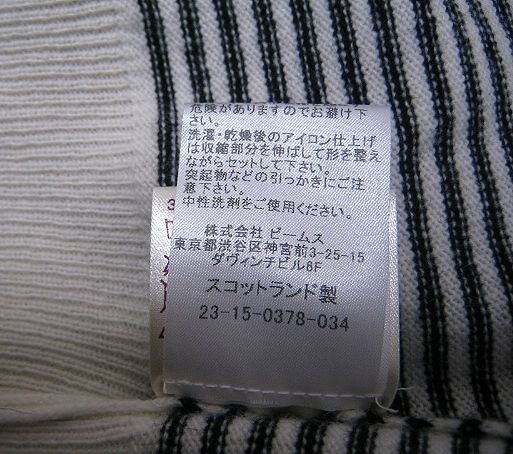 危険がありますのでお避け下
さい。
洗濯・乾燥後のアイロン仕上げ
は収縮部分を伸ばして形を整え
ながらセットして下さい。
突起物などの引っかきにご注
意下さい。
中性洗剤をご使用ください。
株式会社 ビームス
東京都渋谷区神宮前3-25-15
ダヴィンチビル6F
スコットランド製
23-15-0378-034